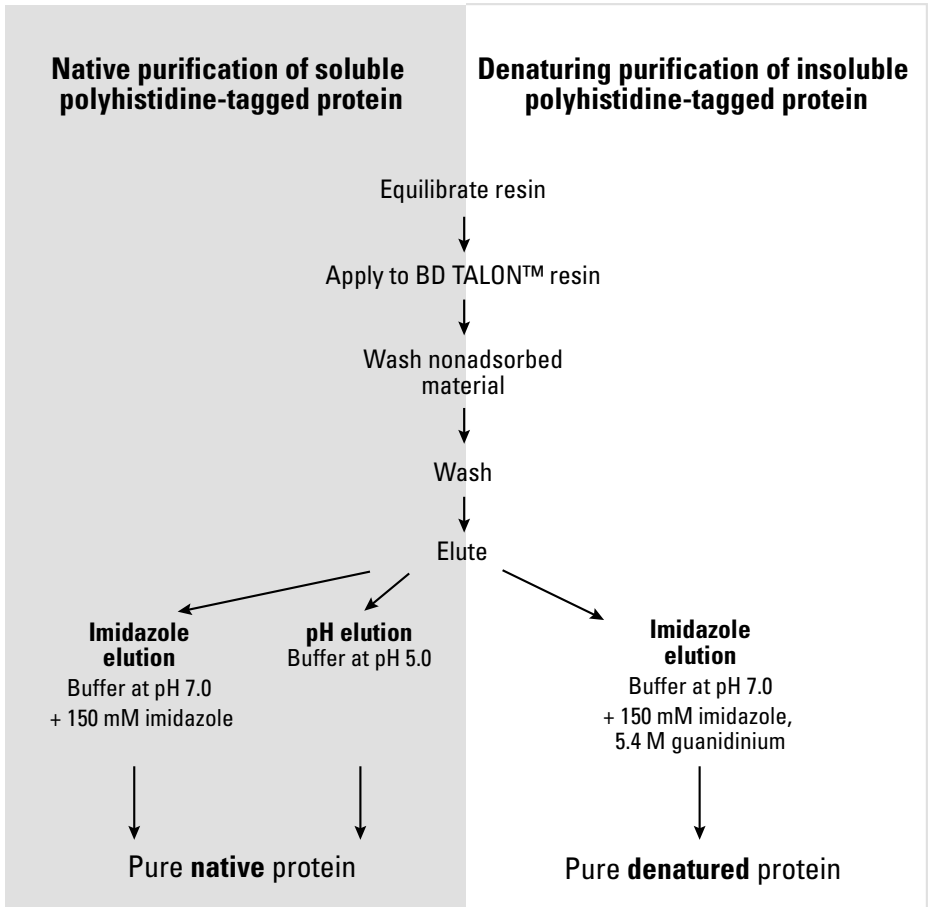 Native purification of soluble
polyhistidine-tagged protein
Denaturing purification of insoluble
polyhistidine-tagged protein
Equilibrate resin
Apply to BD TALON™ resin
Wash nonadsorbed
material
Wash
Elute
Imidazole
elution
Buffer at pH 7.0
+ 150 mM imidazole
pH elution
Buffer at pH 5.0
Imidazole
elution
Buffer at pH 7.0
+ 150 mM imidazole,
5.4 M guanidinium
Pure native protein
Pure denatured protein